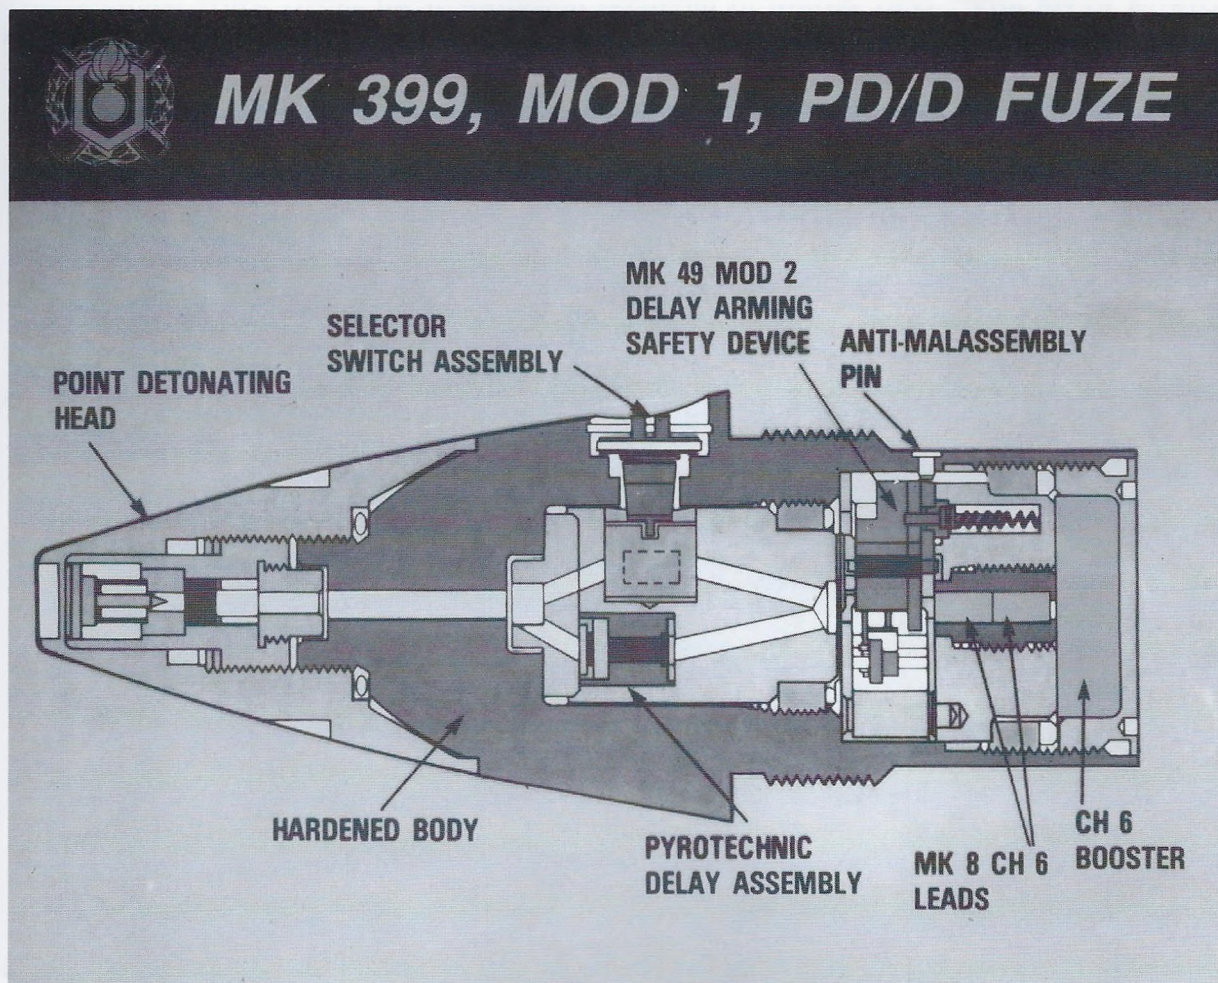 MK 399, MOD 1, PD/D FUZE
MK 49 MOD 2
DELAY ARMING
SAFETY DEVICE
SELECTOR
SWITCH ASSEMBLY
ANTI-MALASSEMBLY
PIN
POINT DETONATING
HEAD
HARDENED BODY
PYROTECHNIC
DELAY ASSEMBLY
MK 8 CH 6
LEADS
CH 6
BOOSTER